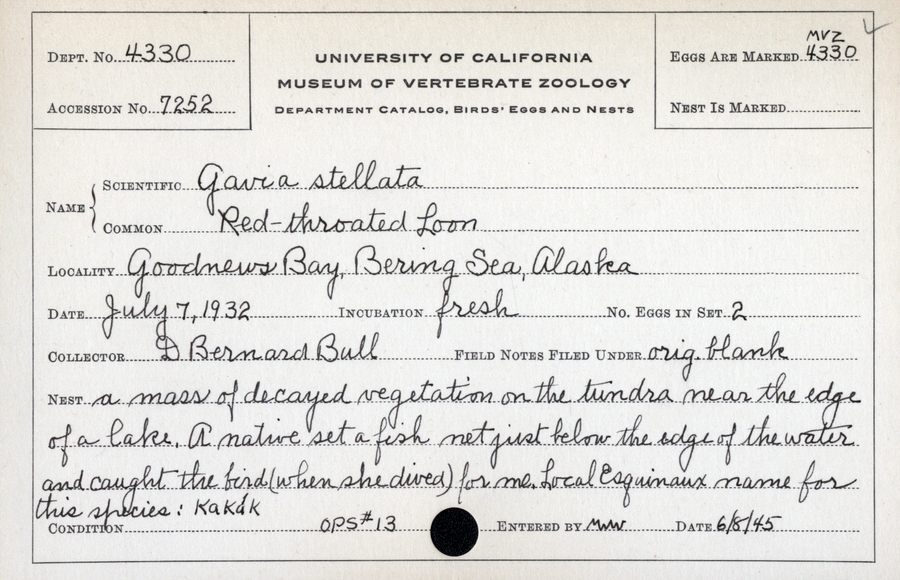 MVZ
DEPT. NO. 4330 UNIVERSITY OF CALIFORNIA EGGS ARE MARKED 4330
MUSEUM OF VERTEBRATE ZOOLOGY
ACCESSION NO. 7252 DEPARTMENT CATALOG, BIRDS' EGGS AND NESTS NEST IS MARKED
NAME { SCIENTIFIC Gavia stellata
COMMON Red-throated Loon
LOCALITY Goodnews Bay, Bering Sea, Alaska
DATE July 7, 1932 INCUBATION fresh NO. EGGS IN SET 2
COLLECTOR D Bernard Bull FIELD NOTES FILED UNDER orig. blank
NEST a mass of decayed vegetation on the tundra near the edge
of a lake. A native set a fish net just below the edge of the water
and caught the bird (when she dived) for me. Local Esquinaux name for
this species: Kakák
CONDITION OPS#13 ENTERED BY MWW DATE 6/8/45